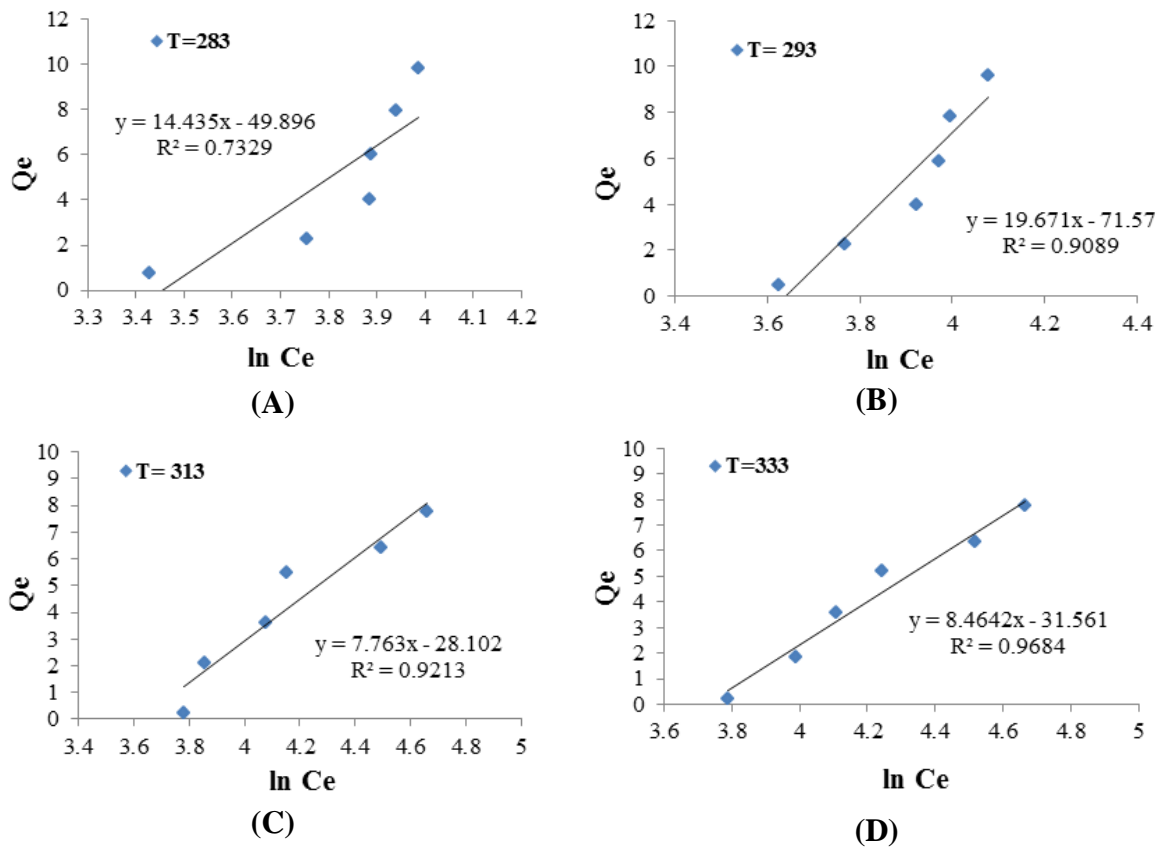 12
10
8
6
4
2
0
Qe
T=283
y = 14.435x - 49.896
R² = 0.7329
3.3 3.4 3.5 3.6 3.7 3.8 3.9 4 4.1 4.2
ln Ce
(A)
12
10
8
6
4
2
0
Qe
T= 293
y = 19.671x - 71.57
R² = 0.9089
3.4 3.6 3.8 4 4.2 4.4
ln Ce
(B)
10
9
8
7
6
5
4
3
2
1
0
Qe
T= 313
y = 7.763x - 28.102
R² = 0.9213
3.4 3.6 3.8 4 4.2 4.4 4.6 4.8 5
ln Ce
(C)
10
9
8
7
6
5
4
3
2
1
0
Qe
T=333
y = 8.4642x - 31.561
R² = 0.9684
3.6 3.8 4 4.2 4.4 4.6 4.8 5
ln Ce
(D)